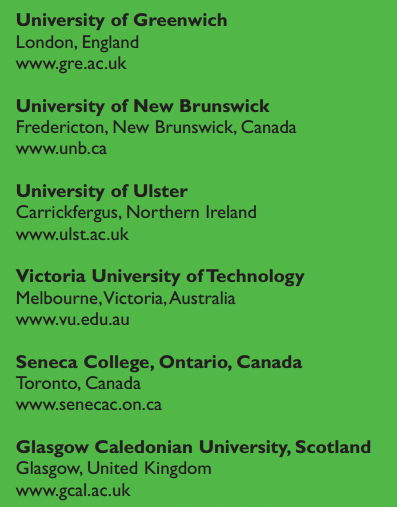 University of Greenwich
London, England
www.gre.ac.uk
University of New Brunswick
Fredericton, New Brunswick, Canada
www.unb.ca
University of Ulster
Carrickfergus, Northern Ireland
www.ulst.ac.uk
Victoria University of Technology
Melbourne, Victoria, Australia
www.vu.edu.au
Seneca College, Ontario, Canada
Toronto, Canada
www.senecac.on.ca
Glasgow Caledonian University, Scotland
Glasgow, United Kingdom
www.gcal.ac.uk